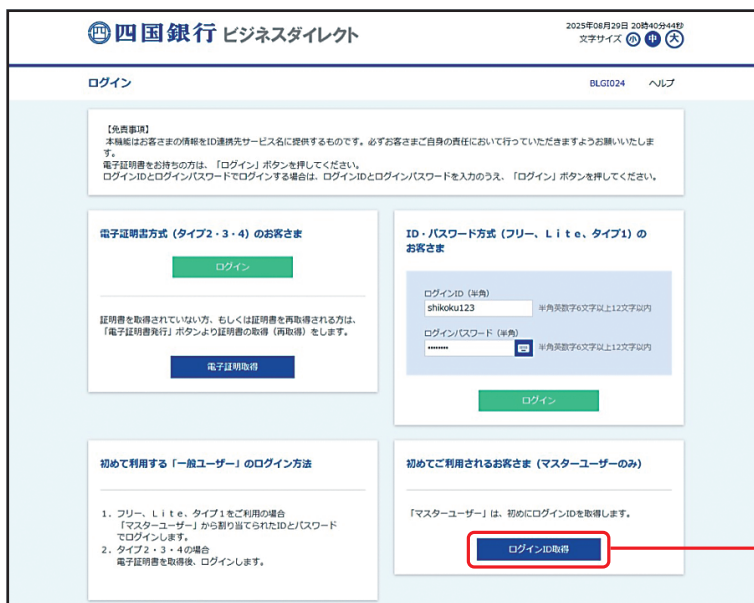 四国銀行 ビジネスダイレクト
2025年08月29日 20時40分44秒
文字サイズ 小 中 大
ログイン
BLGI024 ヘルプ
【免責事項】
本機能はお客さまの情報をID連携先サービス名に提供するものです。必ずお客さまご自身の責任において行っていただきますようお願いいたしま
す。
電子証明書をお持ちの方は、「ログイン」ボタンを押してください。
ログインIDとログインパスワードでログインする場合は、ログインIDとログインパスワードを入力のうえ、「ログイン」ボタンを押してください。
電子証明書方式（タイプ2・3・4）のお客さま
ログイン
証明書を取得されていない方、もしくは証明書を再取得される方は、
「電子証明書発行」ボタンより証明書の取得（再取得）をします。
電子証明取得
ID・パスワード方式（フリー、Ｌｉｔｅ、タイプ1）の
お客さま
ログインID（半角）
shikoku123 半角英数字6文字以上12文字以内
ログインパスワード（半角）
•••••••• 半角英数字6文字以上12文字以内
ログイン
初めて利用する「一般ユーザー」のログイン方法
1．フリー、Ｌｉｔｅ、タイプ1をご利用の場合
「マスターユーザー」から割り当てられたIDとパスワード
でログインします。
2．タイプ2・3・4の場合
電子証明書を取得後、ログインします。
初めてご利用されるお客さま（マスターユーザーのみ）
「マスターユーザー」は、初めにログインIDを取得します。
ログインID取得